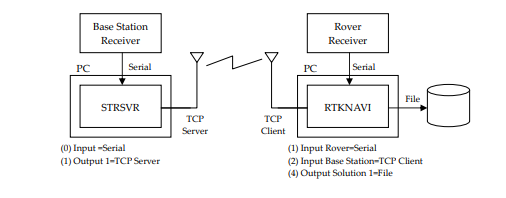 Base Station
Receiver
Rover
Receiver
PC
Serial
PC
Serial
STRSVR
RTKNAVI
File
TCP
Server
TCP
Client
(0) Input =Serial
(1) Output 1=TCP Server
(1) Input Rover=Serial
(2) Input Base Station=TCP Client
(4) Output Solution 1=File